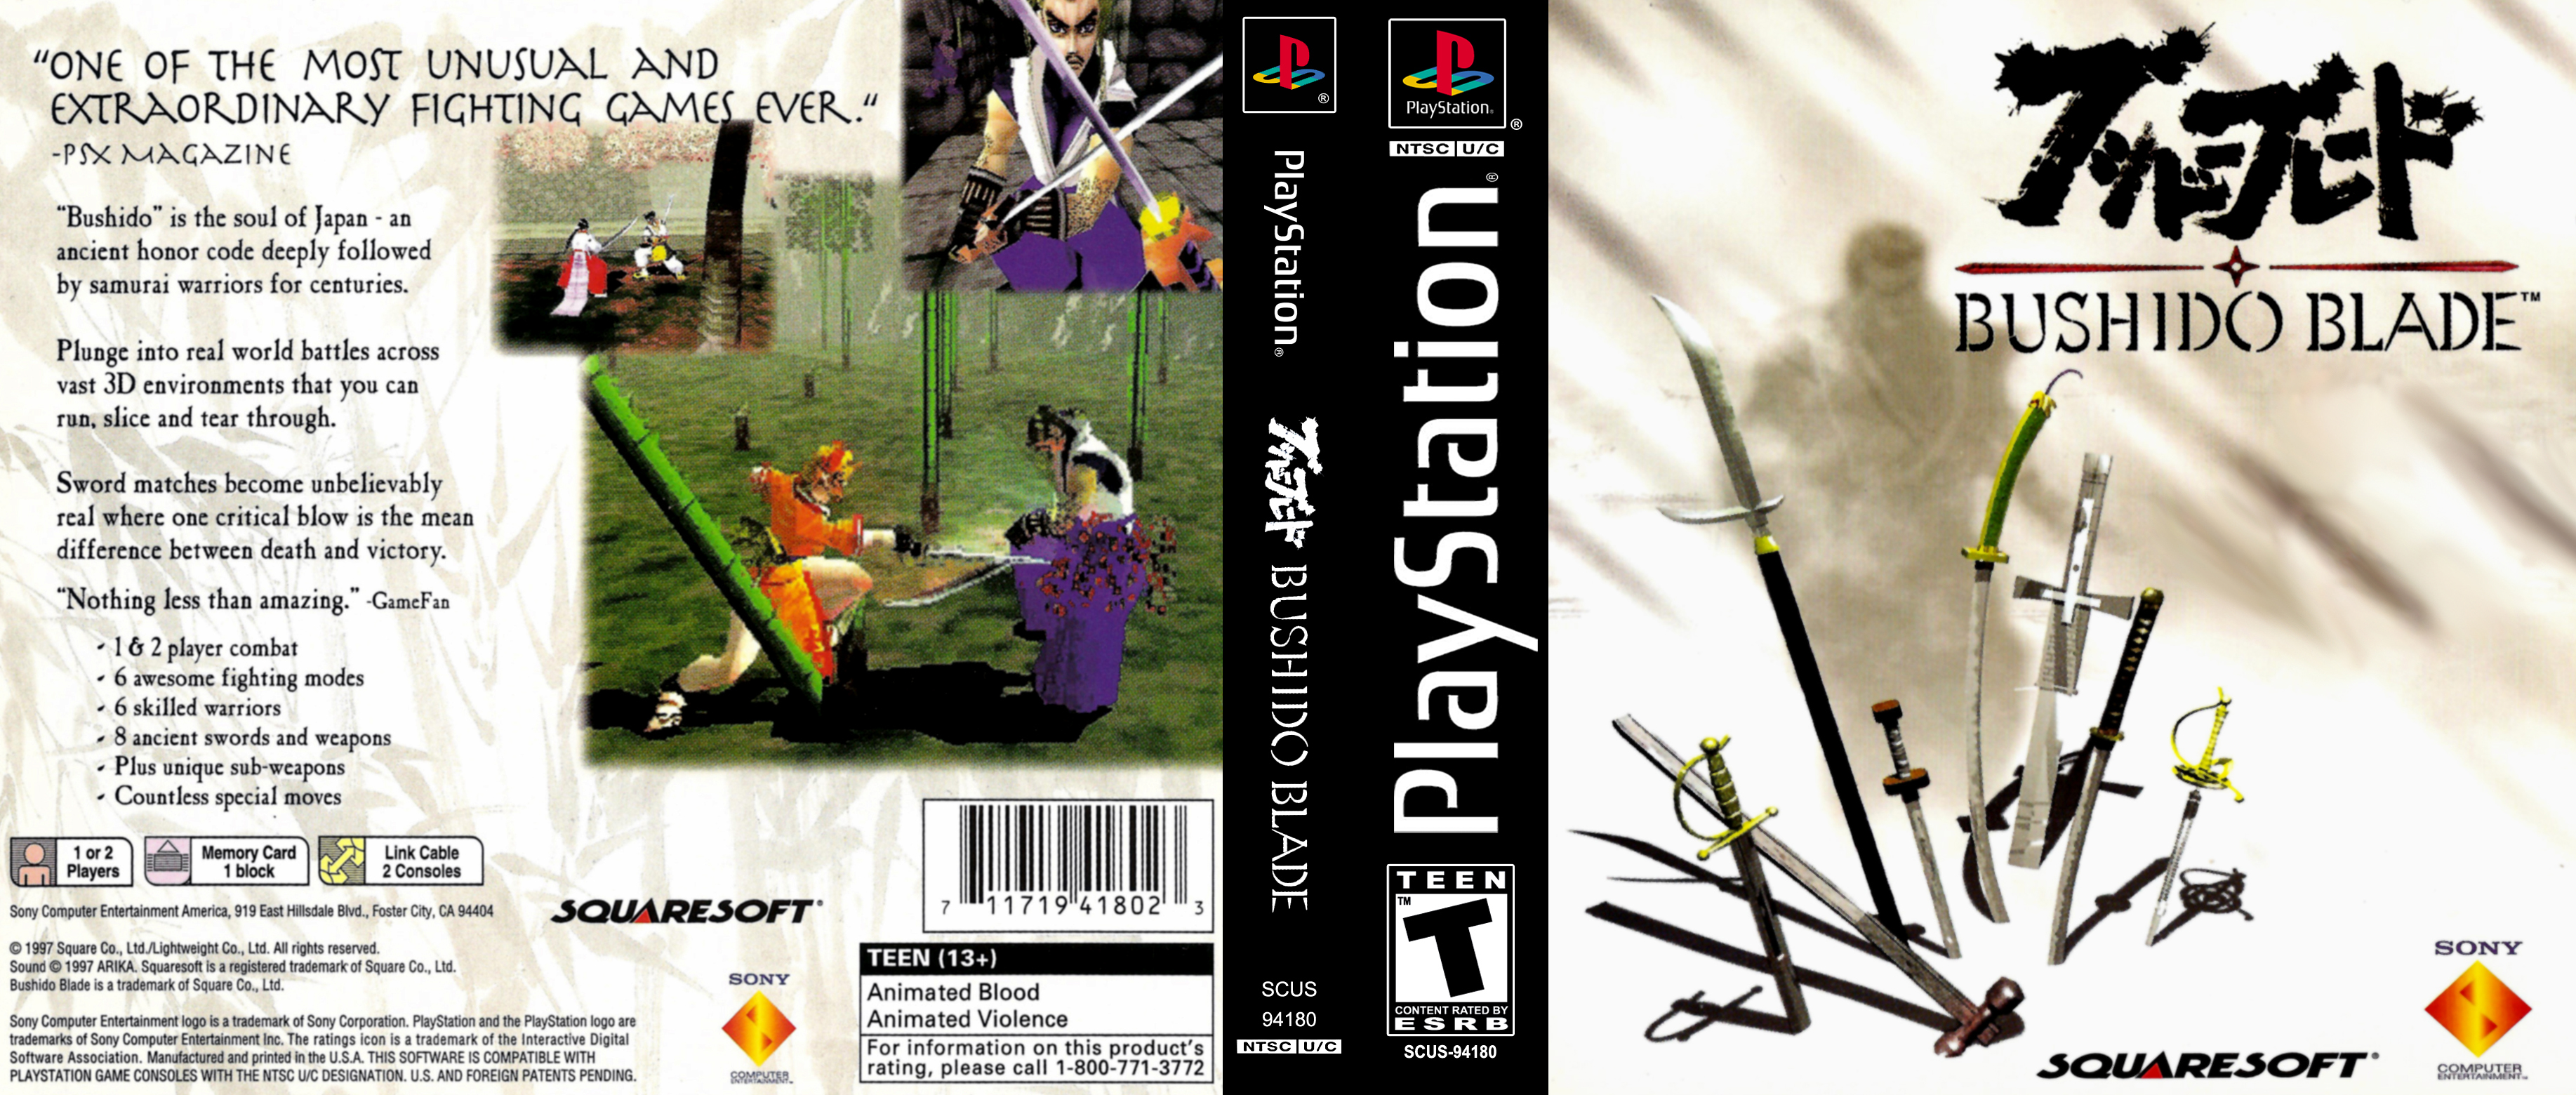 “ONE OF THE MOST UNUSUAL AND
EXTRAORDINARY FIGHTING GAMES EVER.“
-PSX MAGAZINE
“Bushido” is the soul of Japan - an
ancient honor code deeply followed
by samurai warriors for centuries.
Plunge into real world battles across
vast 3D environments that you can
run, slice and tear through.
Sword matches become unbelievably
real where one critical blow is the mean
difference between death and victory.
“Nothing less than amazing.” -GameFan
- 1 & 2 player combat
- 6 awesome fighting modes
- 6 skilled warriors
- 8 ancient swords and weapons
- Plus unique sub-weapons
- Countless special moves
1 or 2
Players
Memory Card
1 block
Link Cable
2 Consoles
Sony Computer Entertainment America, 919 East Hillsdale Blvd., Foster City, CA 94404
© 1997 Square Co., Ltd./Lightweight Co., Ltd. All rights reserved.
Sound © 1997 ARIKA. Squaresoft is a registered trademark of Square Co., Ltd.
Bushido Blade is a trademark of Square Co., Ltd.
Sony Computer Entertainment logo is a trademark of Sony Corporation. PlayStation and the PlayStation logo are
trademarks of Sony Computer Entertainment Inc. The ratings icon is a trademark of the Interactive Digital
Software Association. Manufactured and printed in the U.S.A. THIS SOFTWARE IS COMPATIBLE WITH
PLAYSTATION GAME CONSOLES WITH THE NTSC U/C DESIGNATION. U.S. AND FOREIGN PATENTS PENDING.
SQUARESOFT®
SONY
COMPUTER
ENTERTAINMENT™
7 11719 41802 3
TEEN (13+)
Animated Blood
Animated Violence
For information on this product's
rating, please call 1-800-771-3772
®
PlayStation®
ブシドーブレード
BUSHIDO BLADE
SCUS
94180
NTSC U/C
PlayStation®
®
NTSC U/C
PlayStation®
TEEN
™
T
CONTENT RATED BY
ESRB
SCUS-94180
ブシドーブレード
BUSHIDO BLADE™
SONY
COMPUTER
ENTERTAINMENT™
SQUARESOFT®